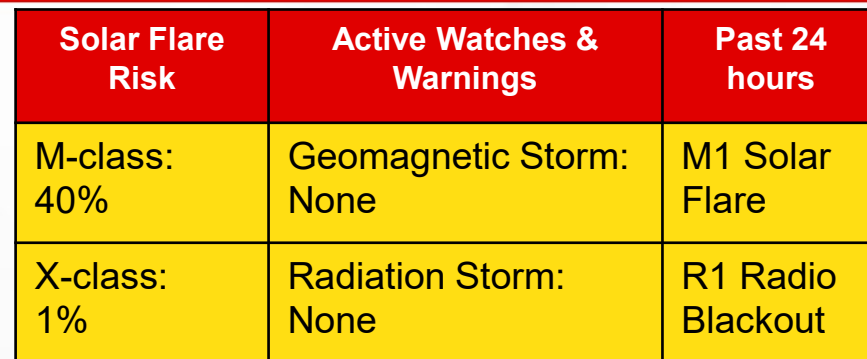 Solar Flare
Risk
Active Watches &
Warnings
Past 24
hours
M-class:
40%
Geomagnetic Storm:
None
M1 Solar
Flare
X-class:
1%
Radiation Storm:
None
R1 Radio
Blackout